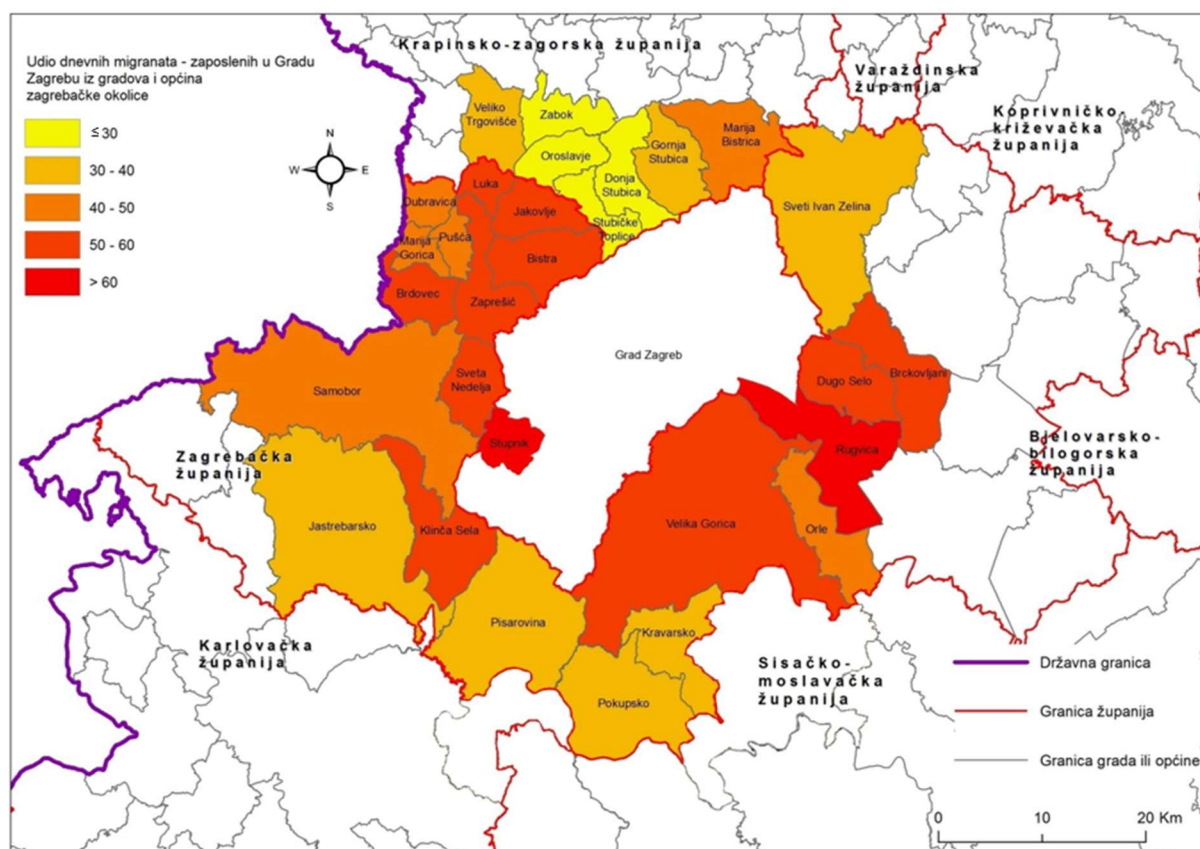 Krapinsko-zagorska županija
Udio dnevnih migranata - zaposlenih u Gradu
Zagrebu iz gradova i općina
zagrebačke okolice
≤30
30 - 40
40 - 50
50 - 60
> 60
N
W
E
S
Varaždinska
županija
Koprivničko-
križevačka
županija
Veliko
Trgovišće
Zabok
Marija
Bistrica
Oroslavje
Gornja
Stubica
Donja
Stubica
Luka
Dubravica
Jakovlje
Sveti Ivan Zelina
Stubičke
Toplice
Pušća
Marija
Gorica
Bistra
Brdovec
Zaprešić
Grad Zagreb
Sveta
Nedelja
Dugo Selo
Brckovljani
Samobor
Stupnik
Rugvica
Bjelovarsko-
bilogorska
županija
Zagrebačka
županija
Jastrebarsko
Klinča Sela
Velika Gorica
Orle
Pisarovina
Kravarsko
Karlovačka
županija
Pokupsko
Sisačko-
moslavačka
županija
Državna granica
Granica županija
Granica grada ili općine
0
10
20 Km